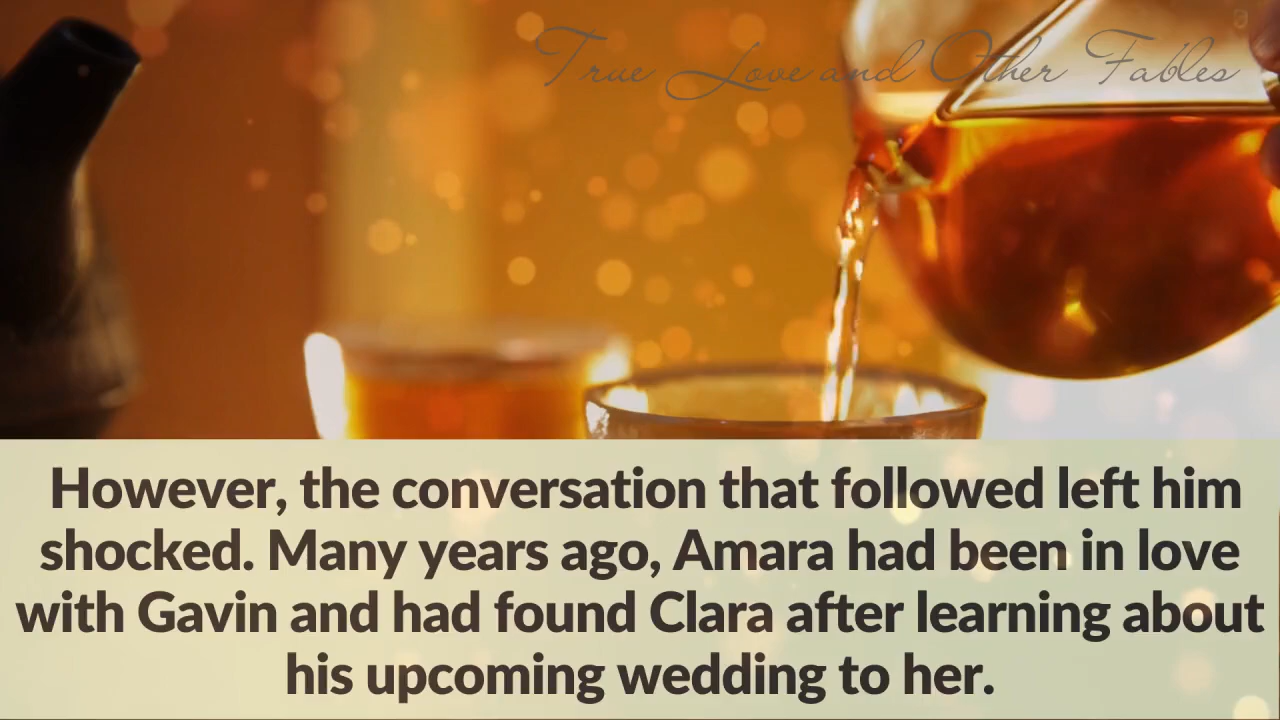 True Love and Other Fables
However, the conversation that followed left him
shocked. Many years ago, Amara had been in love
with Gavin and had found Clara after learning about
his upcoming wedding to her.